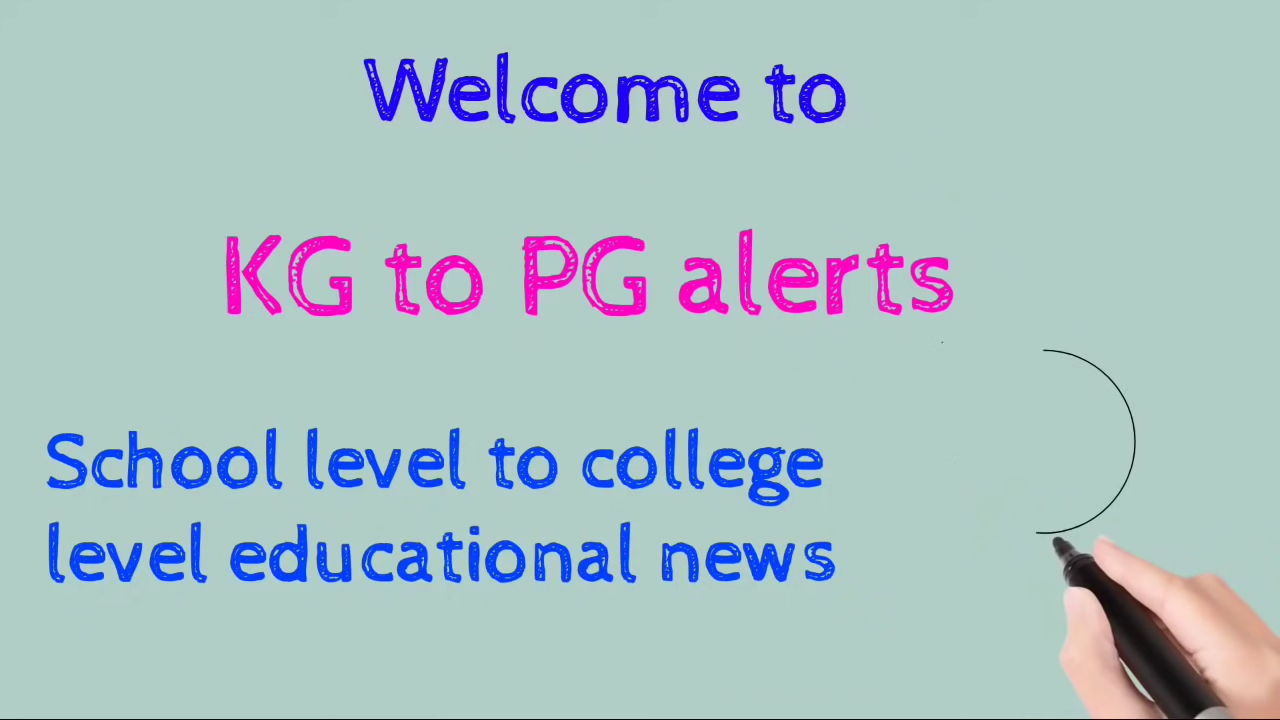 Welcome to
KG to PG alerts
School level to college
level educational news